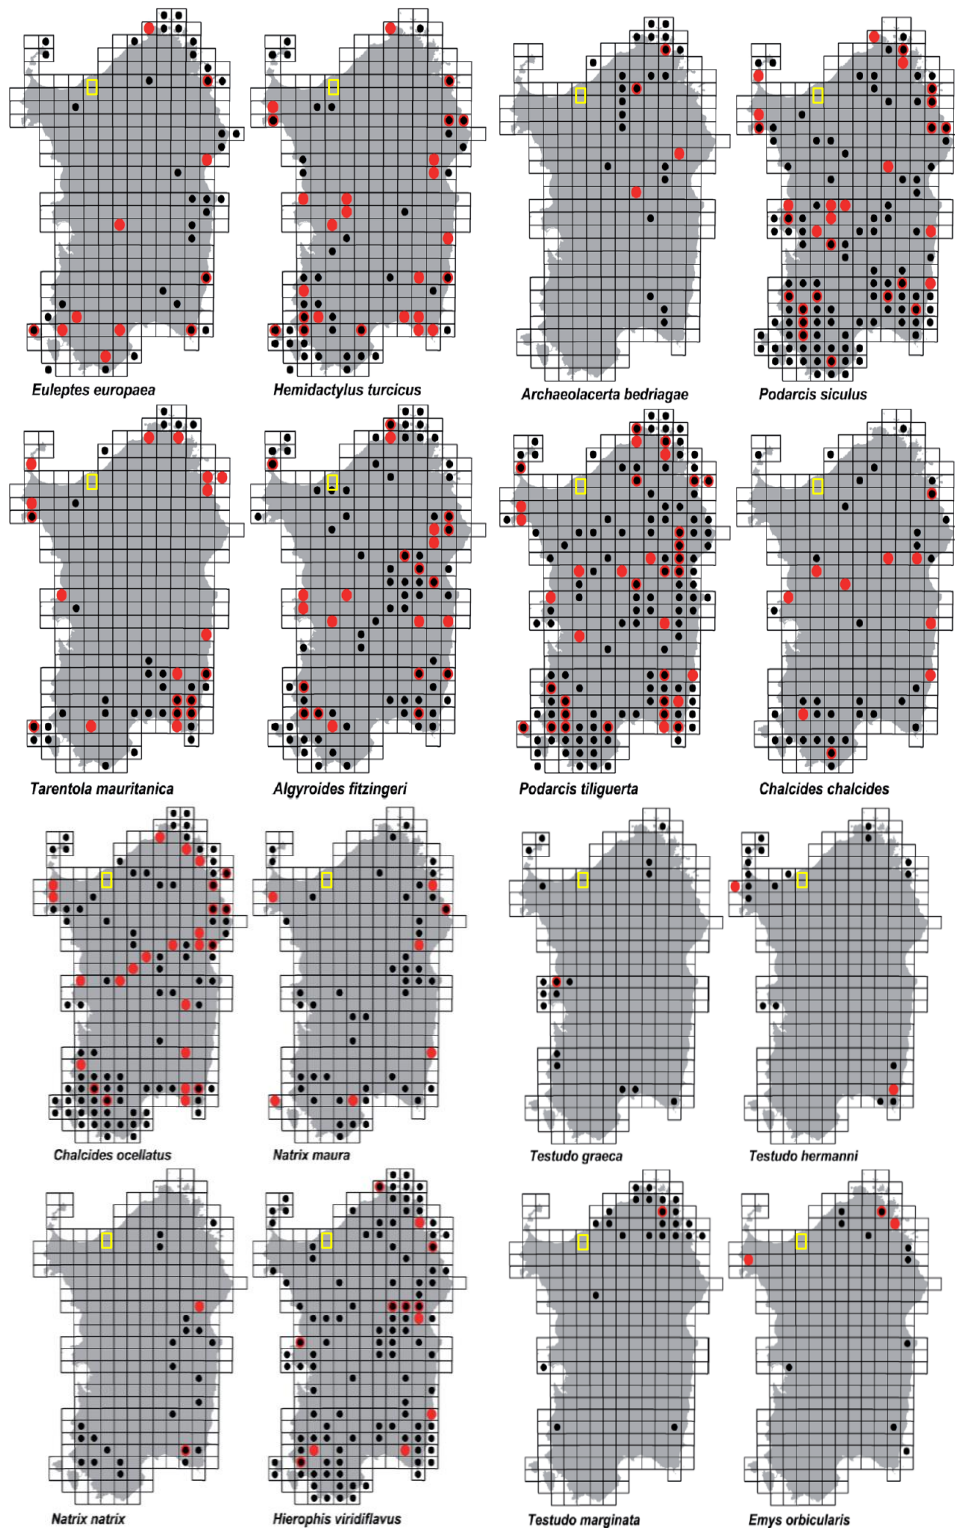 Euleptes europaea
Hemidactylus turcicus
Archaeolacerta bedriagae
Podarcis siculus
Tarentola mauritanica
Algyroides fitzingeri
Podarcis tiliguerta
Chalcides chalcides
Chalcides ocellatus
Natrix maura
Testudo graeca
Testudo hermanni
Natrix natrix
Hierophis viridiflavus
Testudo marginata
Emys orbicularis